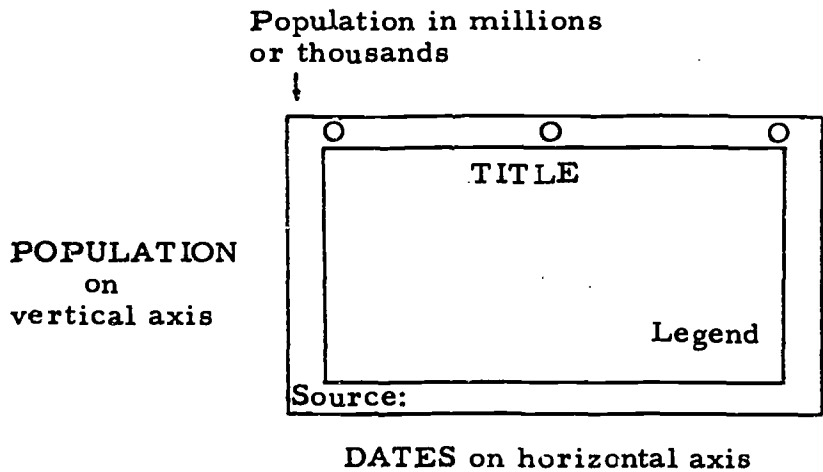 Population in millions
or thousands
TITLE
POPULATION
on
vertical axis
Legend
Source:
DATES on horizontal axis